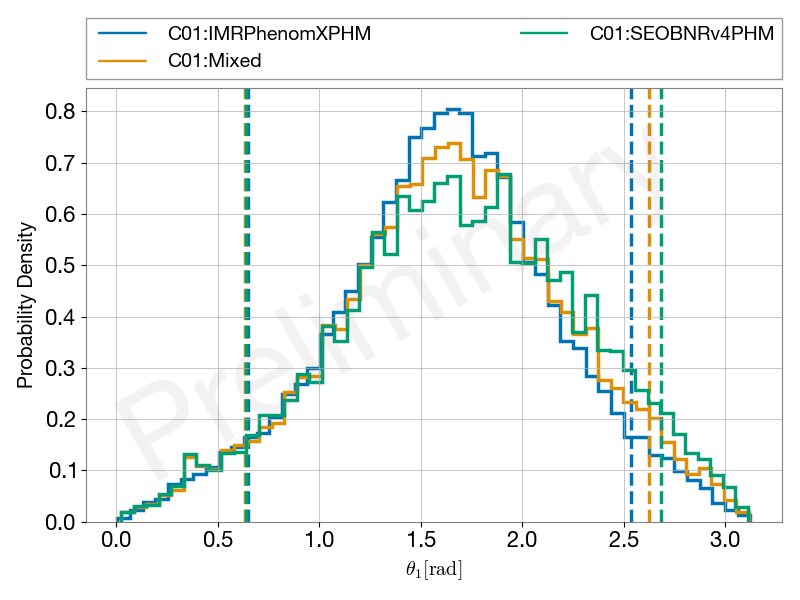 C01:IMRPhenomXPHM
C01:Mixed
C01:SEOBNRv4PHM
Preliminary
Probability Density
0.8
0.7
0.6
0.5
0.4
0.3
0.2
0.1
0.0
0.0 0.5 1.0 1.5 2.0 2.5 3.0
θ₁[rad]